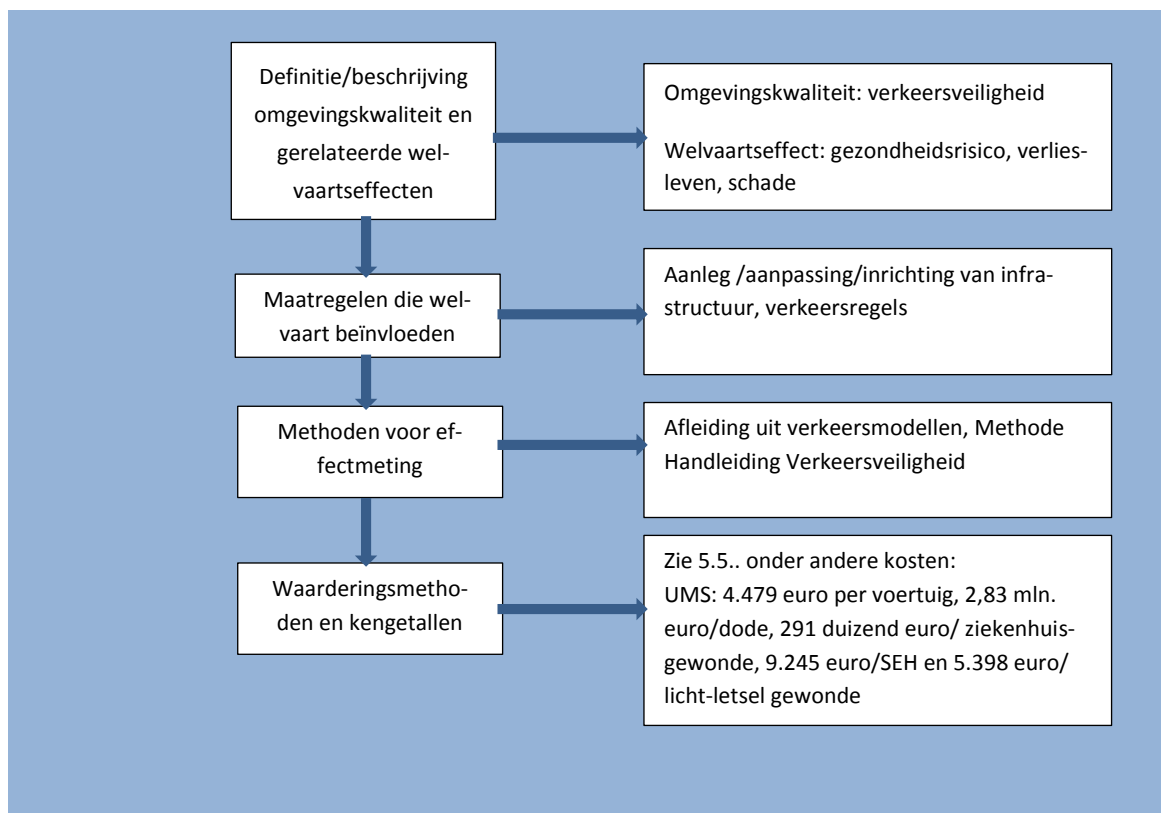 Definitie/beschrijving
omgevingskwaliteit en
gerelateerde wel-
vaartseffecten
Omgevingskwaliteit: verkeersveiligheid
Welvaartseffect: gezondheidsrisico, verlies-
leven, schade
Maatregelen die wel-
vaart beïnvloeden
Aanleg /aanpassing/inrichting van infra-
structuur, verkeersregels
Methoden voor ef-
fectmeting
Afleiding uit verkeersmodellen, Methode
Handleiding Verkeersveiligheid
Waarderingsmetho-
den en kengetallen
Zie 5.5.. onder andere kosten:
UMS: 4.479 euro per voertuig, 2,83 mln.
euro/dode, 291 duizend euro/ ziekenhuis-
gewonde, 9.245 euro/SEH en 5.398 euro/
licht-letsel gewonde